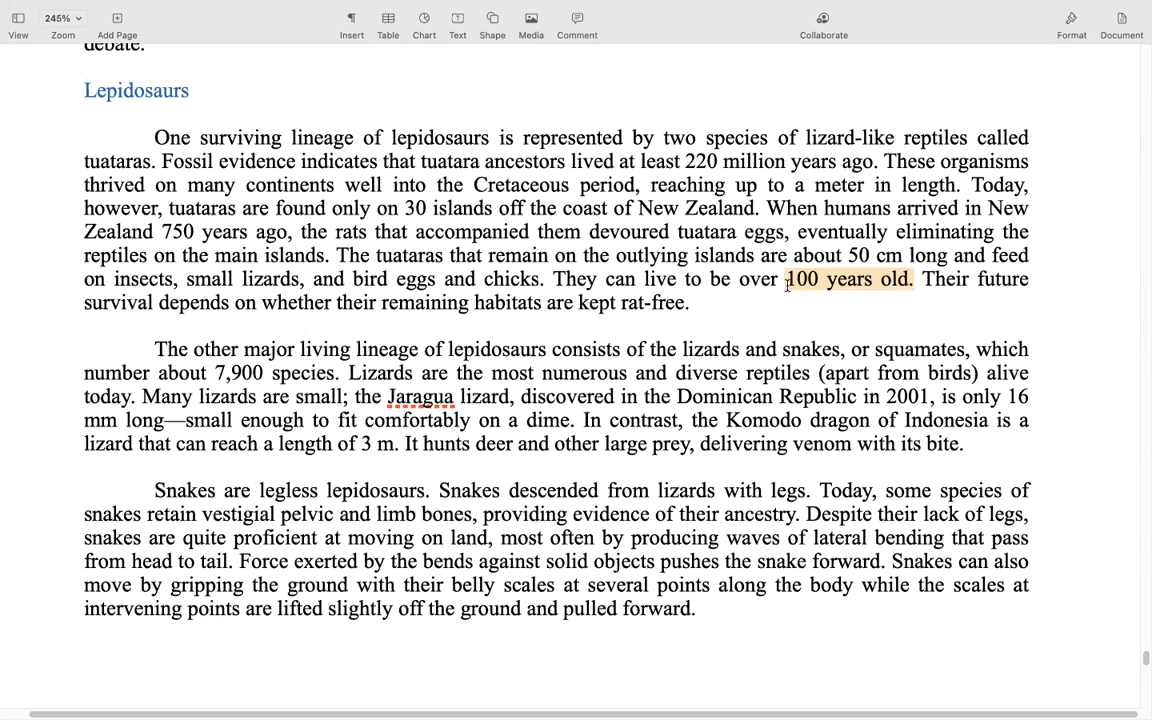 245%
View
Zoom
Add Page
Insert
Table
Chart
Text
Shape
Media
Comment
Collaborate
Format
Document
debate.
Lepidosaurs
One surviving lineage of lepidosaurs is represented by two species of lizard-like reptiles called
tuataras. Fossil evidence indicates that tuatara ancestors lived at least 220 million years ago. These organisms
thrived on many continents well into the Cretaceous period, reaching up to a meter in length. Today,
however, tuataras are found only on 30 islands off the coast of New Zealand. When humans arrived in New
Zealand 750 years ago, the rats that accompanied them devoured tuatara eggs, eventually eliminating the
reptiles on the main islands. The tuataras that remain on the outlying islands are about 50 cm long and feed
on insects, small lizards, and bird eggs and chicks. They can live to be over 100 years old. Their future
survival depends on whether their remaining habitats are kept rat-free.
The other major living lineage of lepidosaurs consists of the lizards and snakes, or squamates, which
number about 7,900 species. Lizards are the most numerous and diverse reptiles (apart from birds) alive
today. Many lizards are small; the Jaragua lizard, discovered in the Dominican Republic in 2001, is only 16
mm long—small enough to fit comfortably on a dime. In contrast, the Komodo dragon of Indonesia is a
lizard that can reach a length of 3 m. It hunts deer and other large prey, delivering venom with its bite.
Snakes are legless lepidosaurs. Snakes descended from lizards with legs. Today, some species of
snakes retain vestigial pelvic and limb bones, providing evidence of their ancestry. Despite their lack of legs,
snakes are quite proficient at moving on land, most often by producing waves of lateral bending that pass
from head to tail. Force exerted by the bends against solid objects pushes the snake forward. Snakes can also
move by gripping the ground with their belly scales at several points along the body while the scales at
intervening points are lifted slightly off the ground and pulled forward.